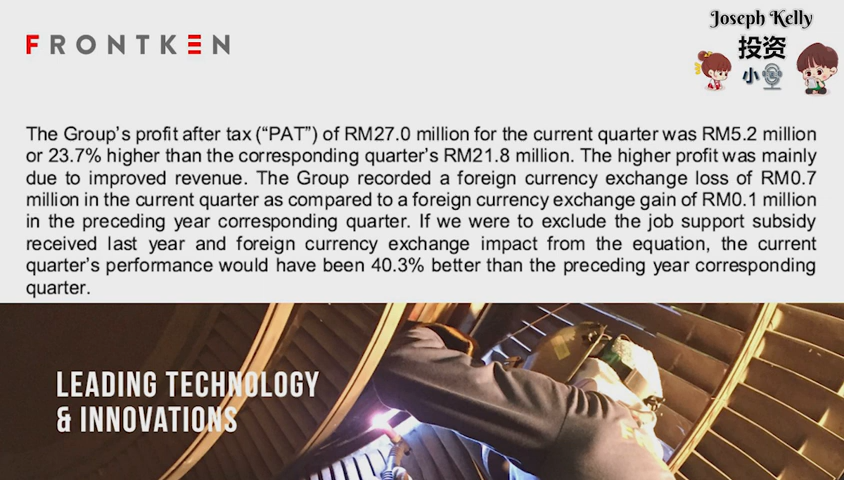 Joseph Kelly
投资
小
FRONTKEN
The Group's profit after tax ("PAT") of RM27.0 million for the current quarter was RM5.2 million
or 23.7% higher than the corresponding quarter's RM21.8 million. The higher profit was mainly
due to improved revenue. The Group recorded a foreign currency exchange loss of RM0.7
million in the current quarter as compared to a foreign currency exchange gain of RM0.1 million
in the preceding year corresponding quarter. If we were to exclude the job support subsidy
received last year and foreign currency exchange impact from the equation, the current
quarter's performance would have been 40.3% better than the preceding year corresponding
quarter.
LEADING TECHNOLOGY
& INNOVATIONS